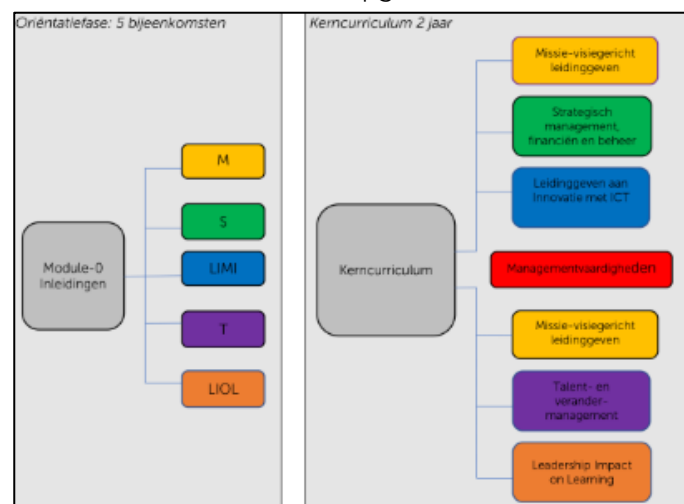 Oriëntatiefase: 5 bijeenkomsten
M
S
Module-0
Inleidingen
LIMI
T
LIOL
Kerncurriculum 2 jaar
Missie-visiegericht
leidinggeven
Strategisch
management,
financiën en beheer
Leidinggeven aan
Innovatie met ICT
Kerncurriculum
Managementvaardigheden
Missie-visiegericht
leidinggeven
Talent- en
verander-
management
Leadership Impact
on Learning